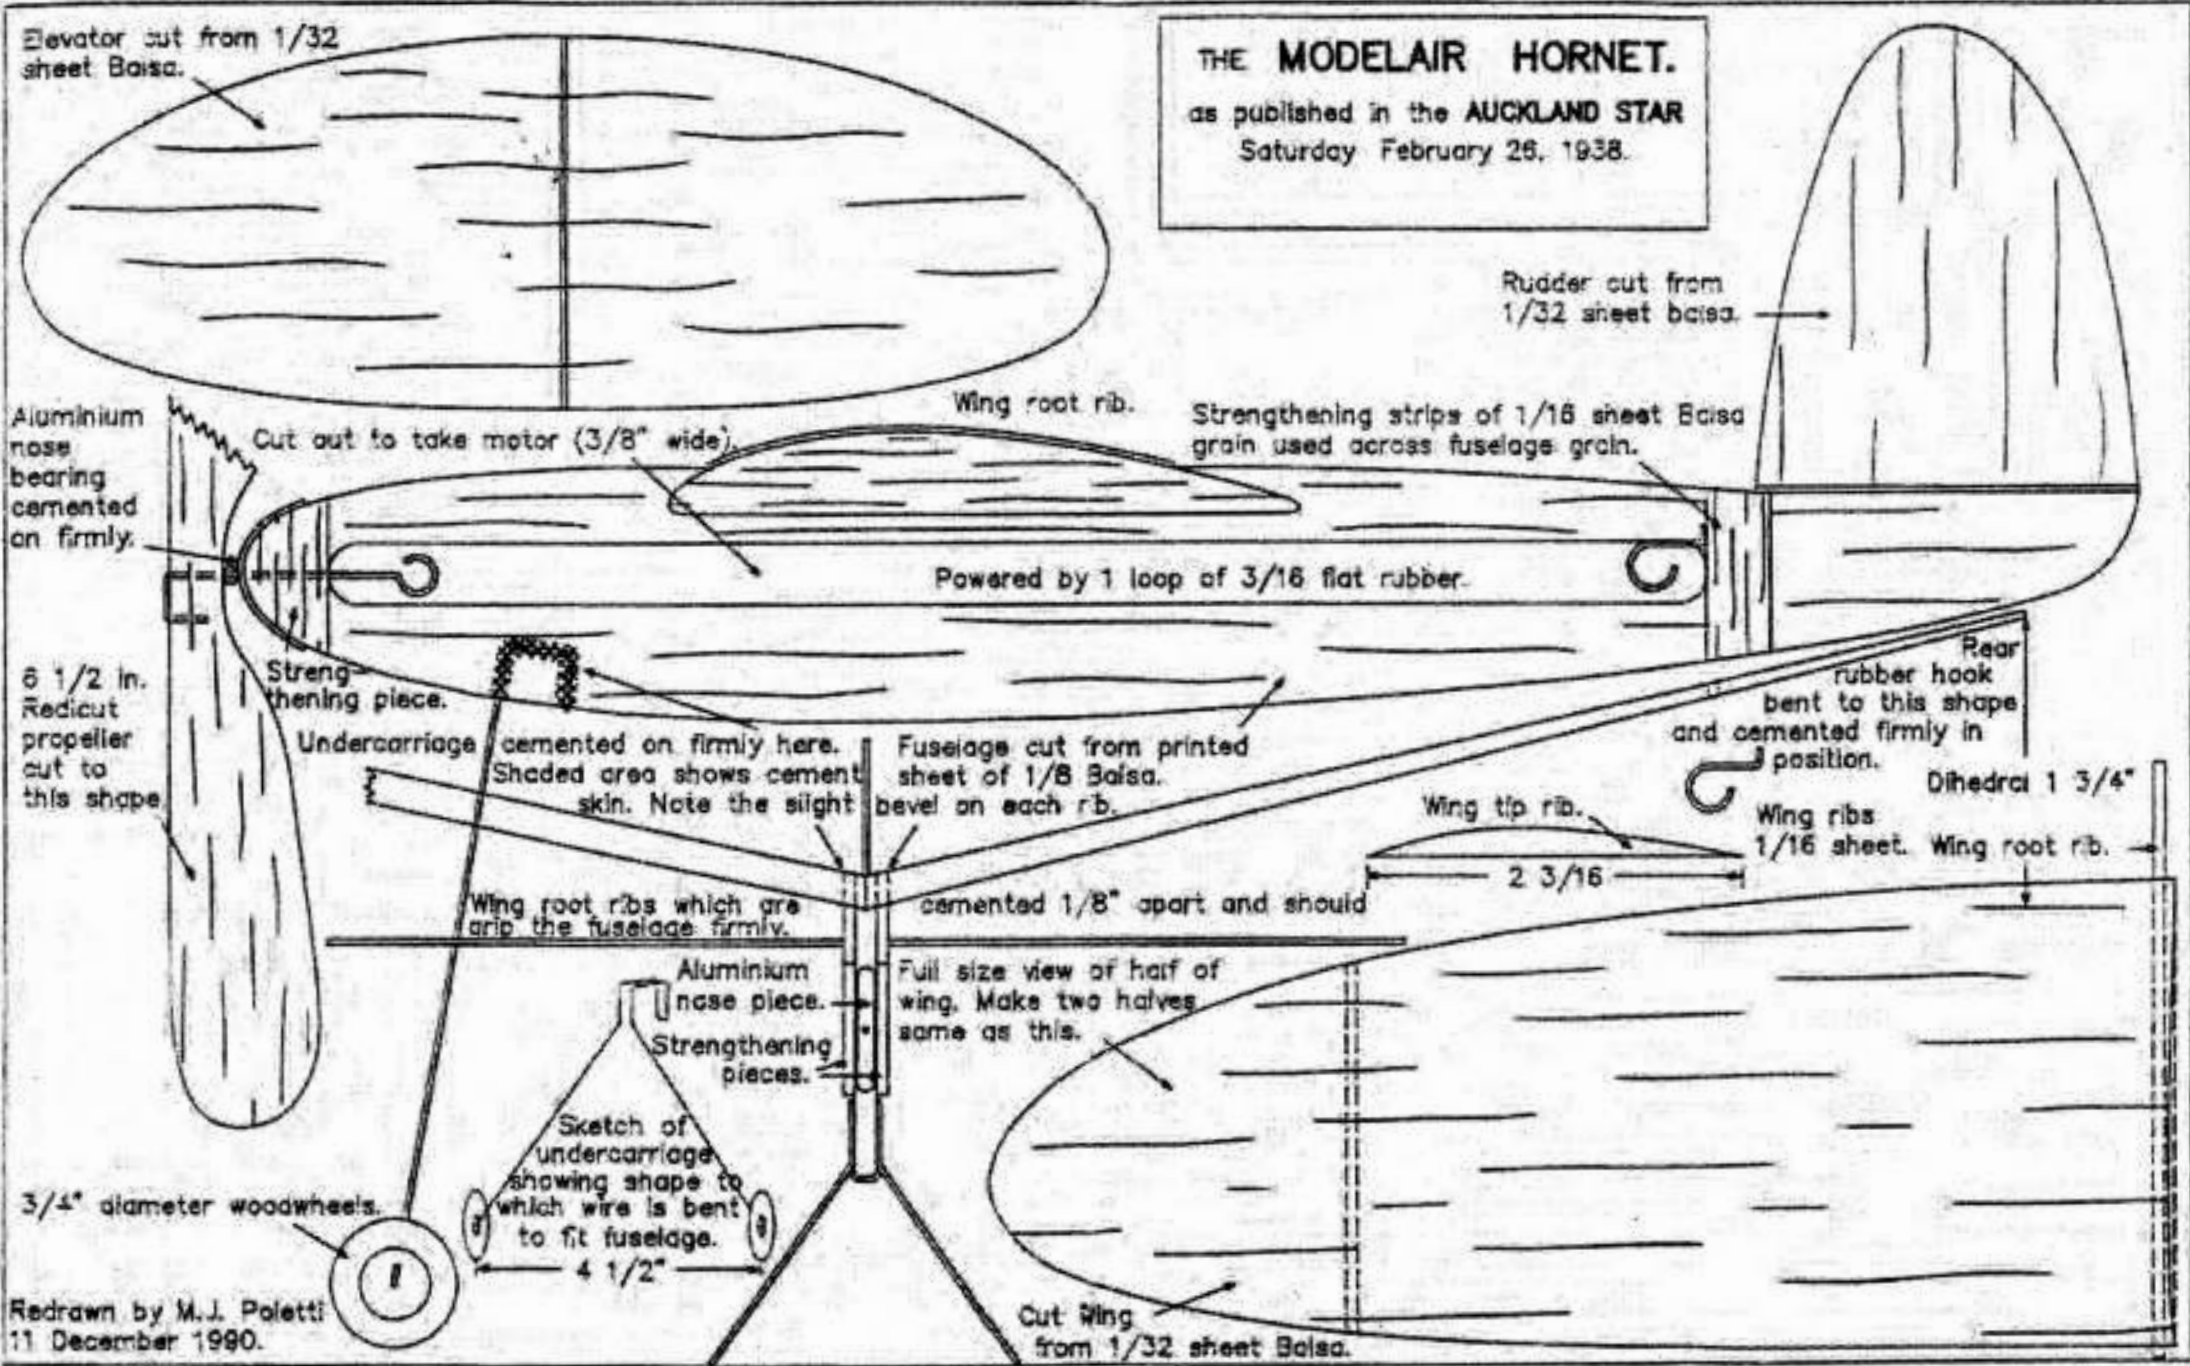 Elevator cut from 1/32
sheet Balsa.
THE MODELAIR HORNET.
as published in the AUCKLAND STAR
Saturday February 26, 1938.
Rudder cut from
1/32 sheet balsa.
Aluminium
nose
bearing
cemented
on firmly.
Cut out to take motor (3/8" wide).
Wing root rib.
Strengthening strips of 1/16 sheet Balsa
grain used across fuselage grain.
Powered by 1 loop of 3/16 flat rubber.
6 1/2 in.
Redicut
propeller
cut to
this shape.
Streng-
thening piece.
Undercarriage cemented on firmly here.
Shaded area shows cement
skin. Note the slight bevel on each rib.
Fuselage cut from printed
sheet of 1/8 Balsa.
Rear
rubber hook
bent to this shape
and cemented firmly in
position.
Dihedral 1 3/4"
Wing tip rib.
2 3/16
Wing ribs
1/16 sheet.
Wing root rib.
Wing root ribs which are cemented 1/8" apart and should
grip the fuselage firmly.
Aluminium
nose piece.
Strengthening
pieces.
Full size view of half of
wing. Make two halves
same as this.
Sketch of
undercarriage
showing shape to
which wire is bent
to fit fuselage.
4 1/2"
3/4" diameter woodwheels.
Cut Wing
from 1/32 sheet Balsa.
Redrawn by M.J. Poletti
11 December 1990.